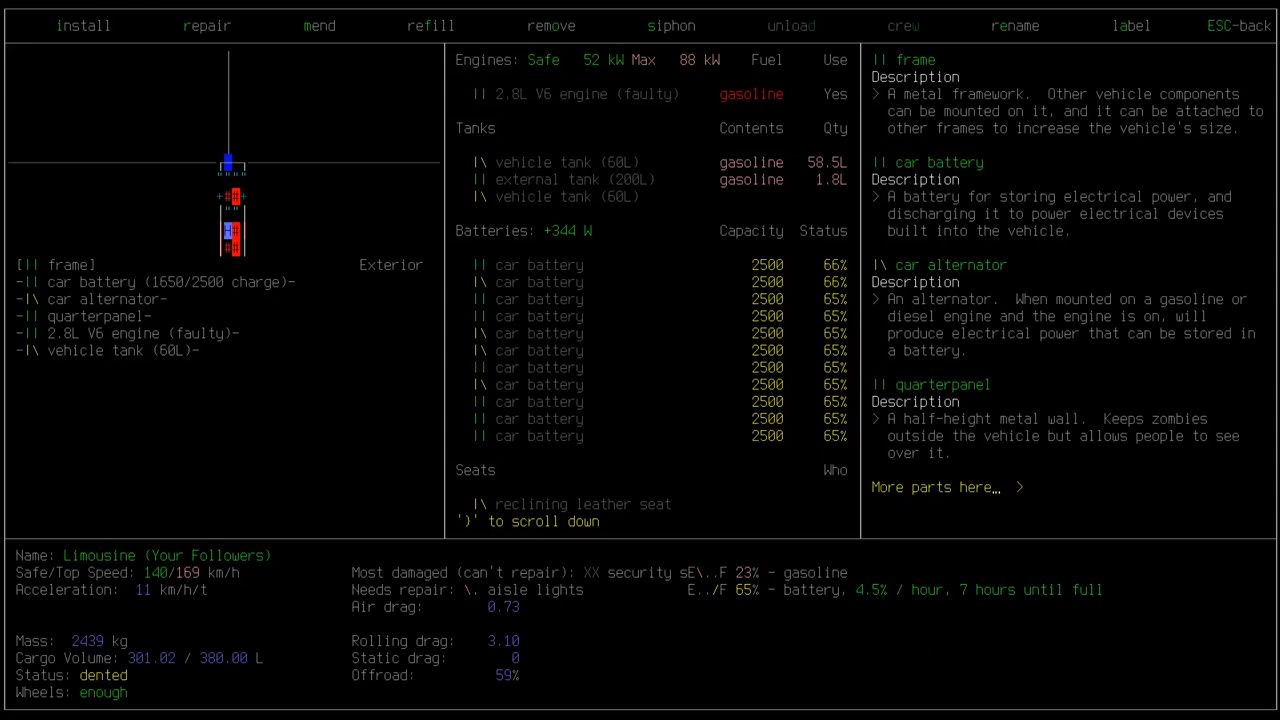 install repair mend refill remove siphon unload crew rename label ESC-back
Engines: Safe 52 kW Max 88 kW Fuel Use
|| 2.8L V6 engine (faulty) gasoline Yes
Tanks Contents Qty
|\ vehicle tank (60L) gasoline 58.5L
|| external tank (200L) gasoline 1.8L
|\ vehicle tank (60L)
Batteries: +344 W Capacity Status
|| car battery 2500 66%
|\ car battery 2500 66%
|| car battery 2500 65%
|| car battery 2500 65%
|\ car battery 2500 65%
|\ car battery 2500 65%
|| car battery 2500 65%
|\ car battery 2500 65%
|| car battery 2500 65%
|| car battery 2500 65%
|| car battery 2500 65%
Seats Who
|\ reclining leather seat
'}' to scroll down
[|| frame] Exterior
-|| car battery (1650/2500 charge)-
-|\ car alternator-
-|| quarterpanel-
-|| 2.8L V6 engine (faulty)-
-|\ vehicle tank (60L)-
|| frame
Description
> A metal framework. Other vehicle components
can be mounted on it, and it can be attached to
other frames to increase the vehicle's size.
|| car battery
Description
> A battery for storing electrical power, and
discharging it to power electrical devices
built into the vehicle.
|\ car alternator
Description
> An alternator. When mounted on a gasoline or
diesel engine and the engine is on, will
produce electrical power that can be stored in
a battery.
|| quarterpanel
Description
> A half-height metal wall. Keeps zombies
outside the vehicle but allows people to see
over it.
More parts here… >
Name: Limousine (Your Followers)
Safe/Top Speed: 140/169 km/h
Acceleration: 11 km/h/t
Mass: 2439 kg
Cargo Volume: 301.02 / 380.00 L
Status: dented
Wheels: enough
Most damaged (can't repair): XX security sE\..F 23% - gasoline
Needs repair: \. aisle lights E../F 65% - battery, 4.5% / hour, 7 hours until full
Air drag: 0.73
Rolling drag: 3.10
Static drag: 0
Offroad: 59%